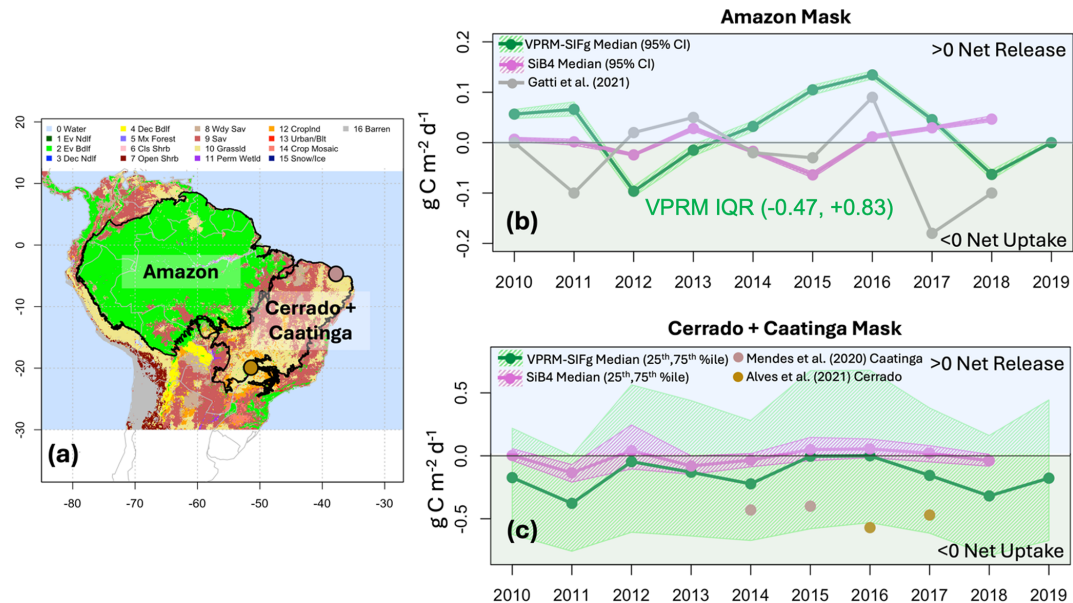 20
10
0
-10
-20
-30
-80
-70
-60
-50
-40
-30
0 Water
1 Ev Ndlf
2 Ev Bdlf
3 Dec Ndlf
4 Dec Bdlf
5 Mx Forest
6 Cls Shrb
7 Open Shrb
8 Wdy Sav
9 Sav
10 Grassld
11 Perm Wetld
12 CropInd
13 Urban/Blt
14 Crop Mosaic
15 Snow/Ice
16 Barren
Amazon
Cerrado +
Caatinga
(a)
Amazon Mask
VPRM-SIFg Median (95% CI)
SiB4 Median (95% CI)
Gatti et al. (2021)
>0 Net Release
g C m-2 d-1
0.2
0.1
0.0
-0.1
-0.2
VPRM IQR (-0.47, +0.83)
(b)
<0 Net Uptake
2010 2011 2012 2013 2014 2015 2016 2017 2018 2019
Cerrado + Caatinga Mask
VPRM-SIFg Median (25th,75th %ile)
SiB4 Median (25th,75th %ile)
Mendes et al. (2020) Caatinga
Alves et al. (2021) Cerrado
>0 Net Release
g C m-2 d-1
0.5
0.0
-0.5
(c)
<0 Net Uptake
2010 2011 2012 2013 2014 2015 2016 2017 2018 2019